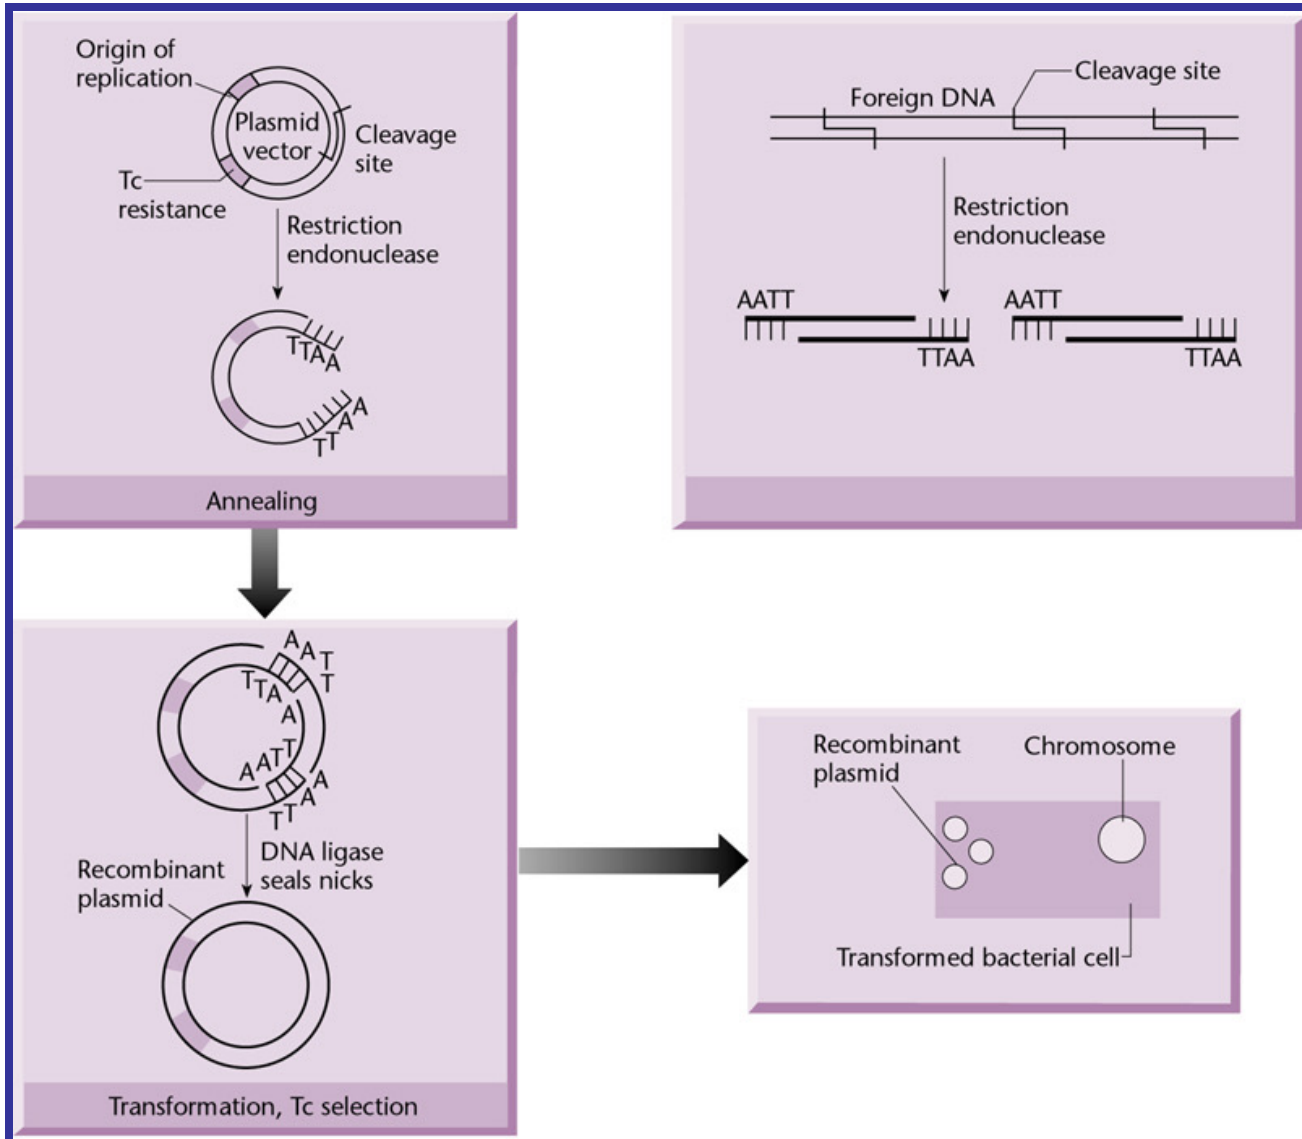 Origin of
replication
Plasmid
vector
Cleavage
site
Tc
resistance
Restriction
endonuclease
TTAA
TTAA
Annealing
Foreign DNA
Cleavage site
Restriction
endonuclease
AATT
AATT
TTAA
TTAA
AATT
TTAA
AATT
TTAA
DNA ligase
seals nicks
Recombinant
plasmid
Transformation, Tc selection
Recombinant
plasmid
Chromosome
Transformed bacterial cell